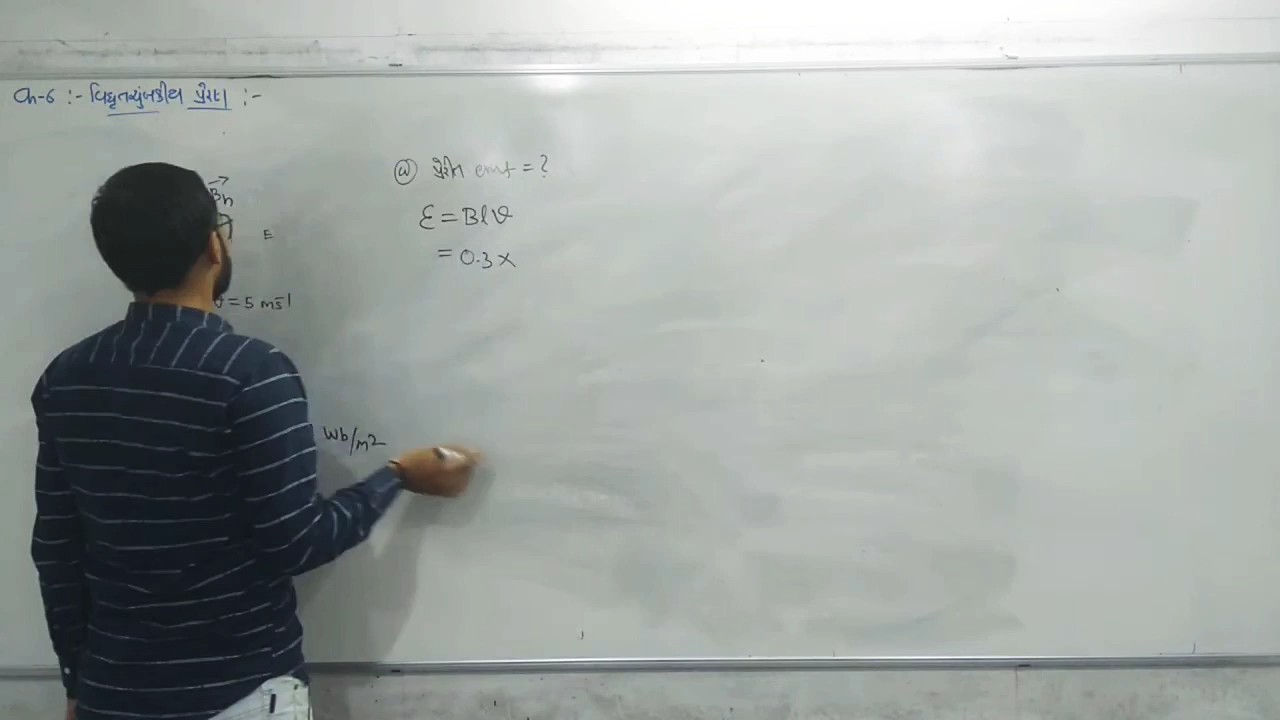 Ch-6 :- વિદ્યુતચુંબકીય પ્રેરણ :-
B⃗h
E
= 5 ms⁻¹
Wb/m²
ⓐ પ્રેરિત emf = ?
ε = Blv
= 0.3 ×